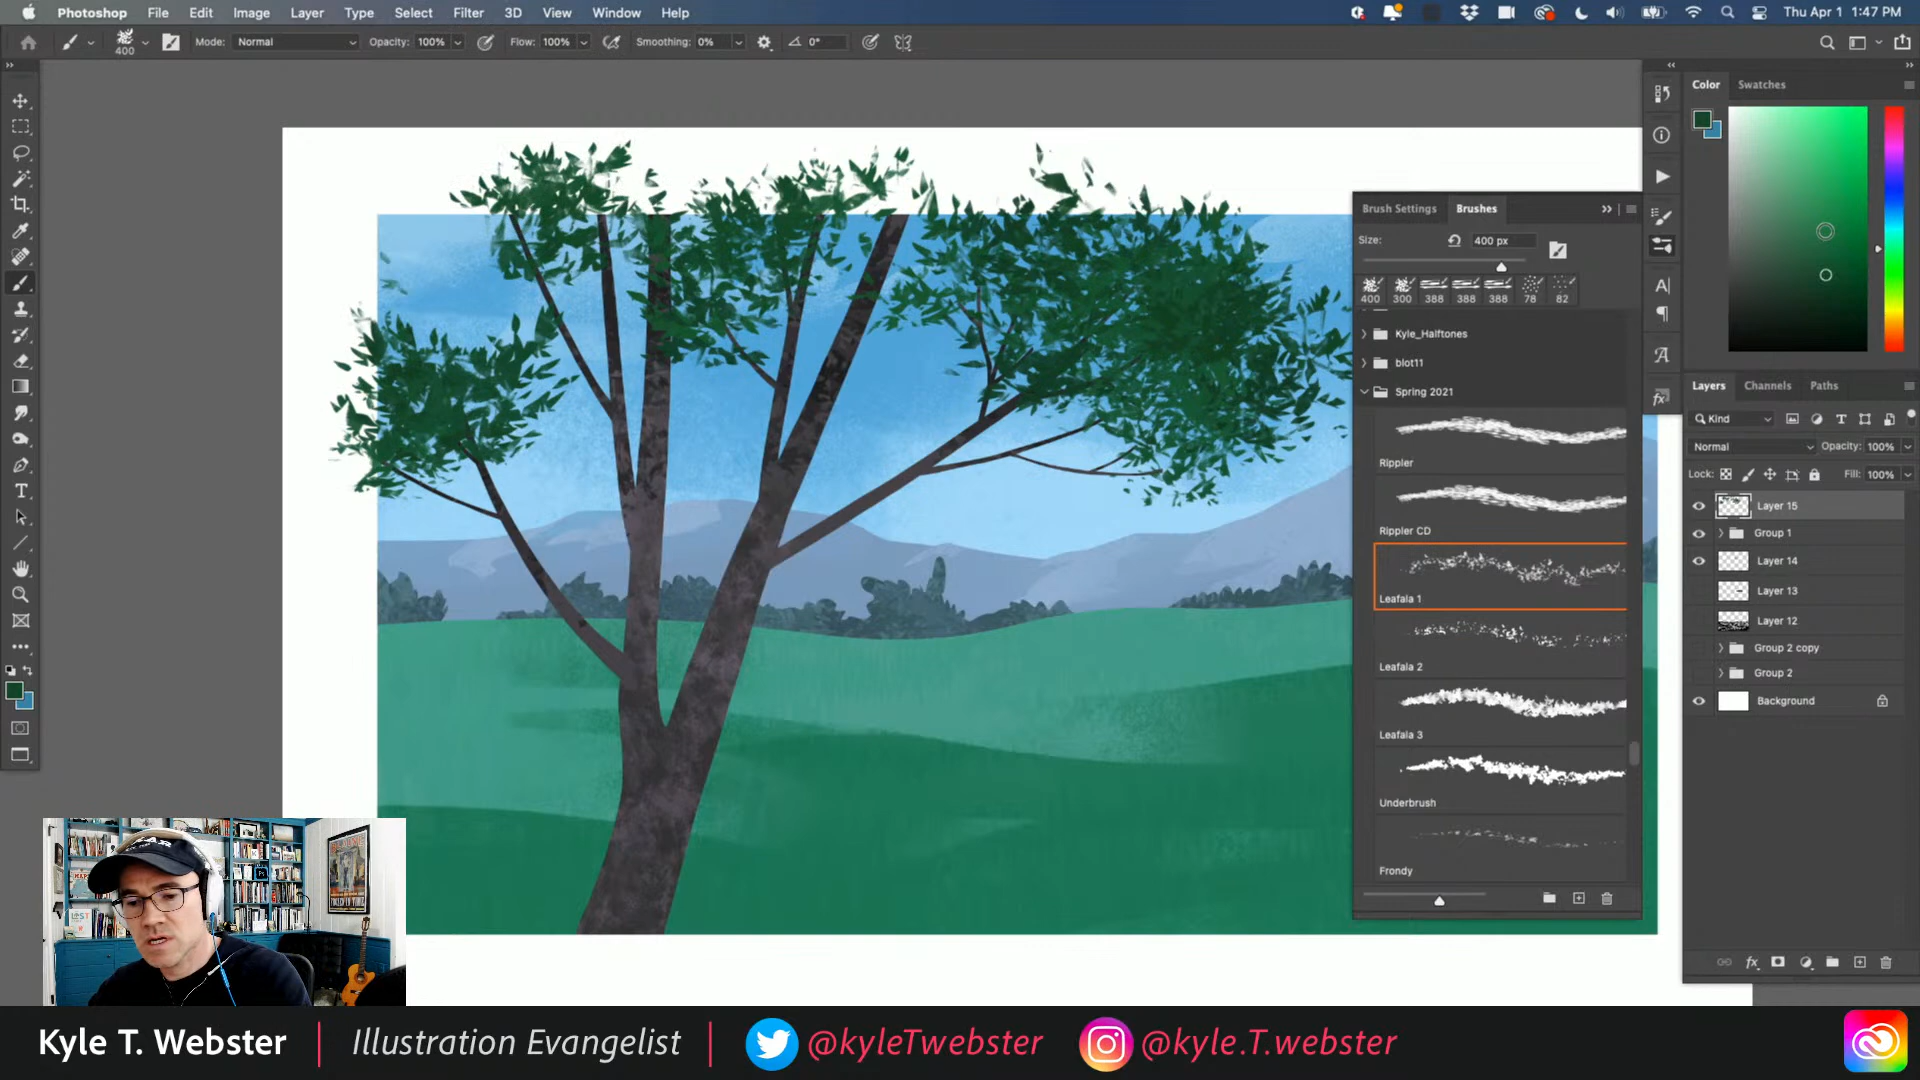 Photoshop File Edit Image Layer Type Select Filter 3D View Window Help Thu Apr 1 1:47 PM
400 Mode: Normal Opacity: 100% Flow: 100% Smoothing: 0% 0°
Color Swatches
Brush Settings Brushes
Size: 400 px
400 300 388 388 388 78 82
Kyle_Halftones
blot11
Spring 2021
Rippler
Rippler CD
Leafala 1
Leafala 2
Leafala 3
Underbrush
Frondy
Layers Channels Paths
Kind
Normal Opacity: 100%
Lock: Fill: 100%
Layer 15
Group 1
Layer 14
Layer 13
Layer 12
Group 2 copy
Group 2
Background
Kyle T. Webster | Illustration Evangelist | @kyleTwebster @kyle.T.webster